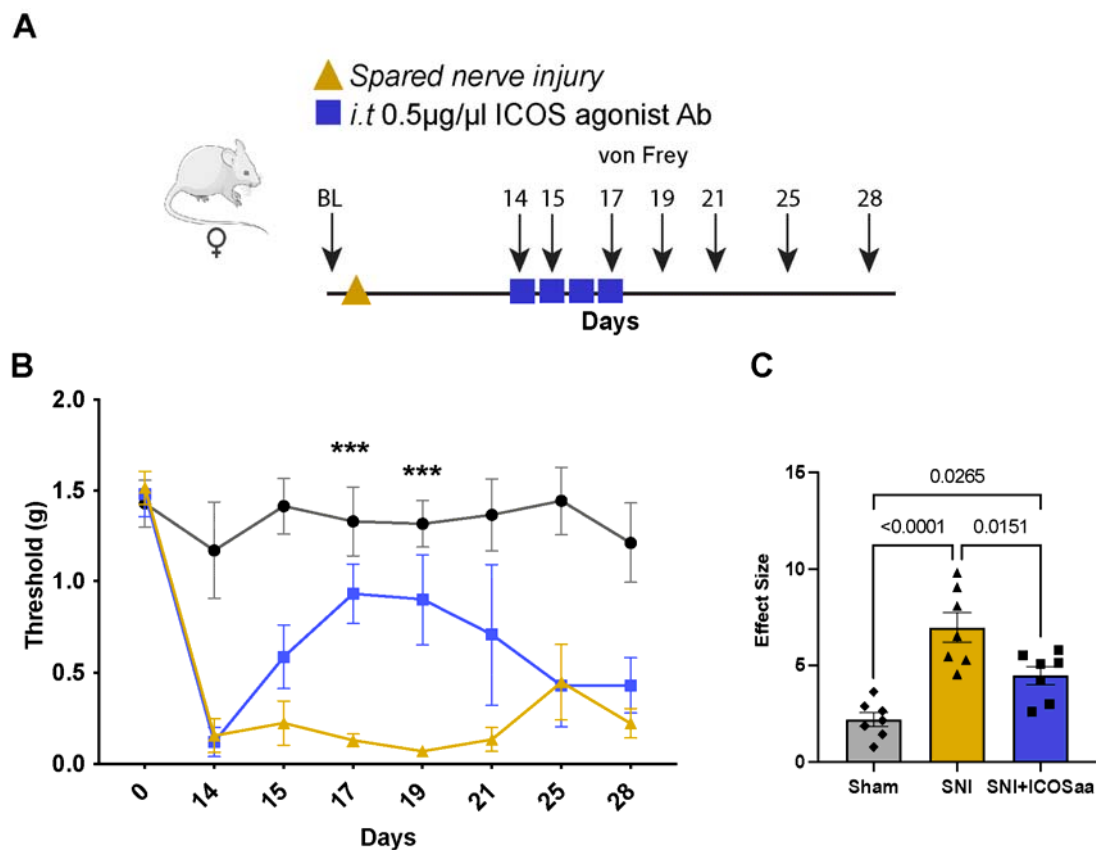 A
Spared nerve injury
i.t 0.5µg/µl ICOS agonist Ab
von Frey
BL 14 15 17 19 21 25 28
♀
Days
B
Threshold (g)
2.0
1.5
1.0
0.5
0.0
*** ***
0 14 15 17 19 21 25 28
Days
C
Effect Size
15
10
5
0
0.0265
<0.0001 0.0151
Sham SNI SNI+ICOSaa